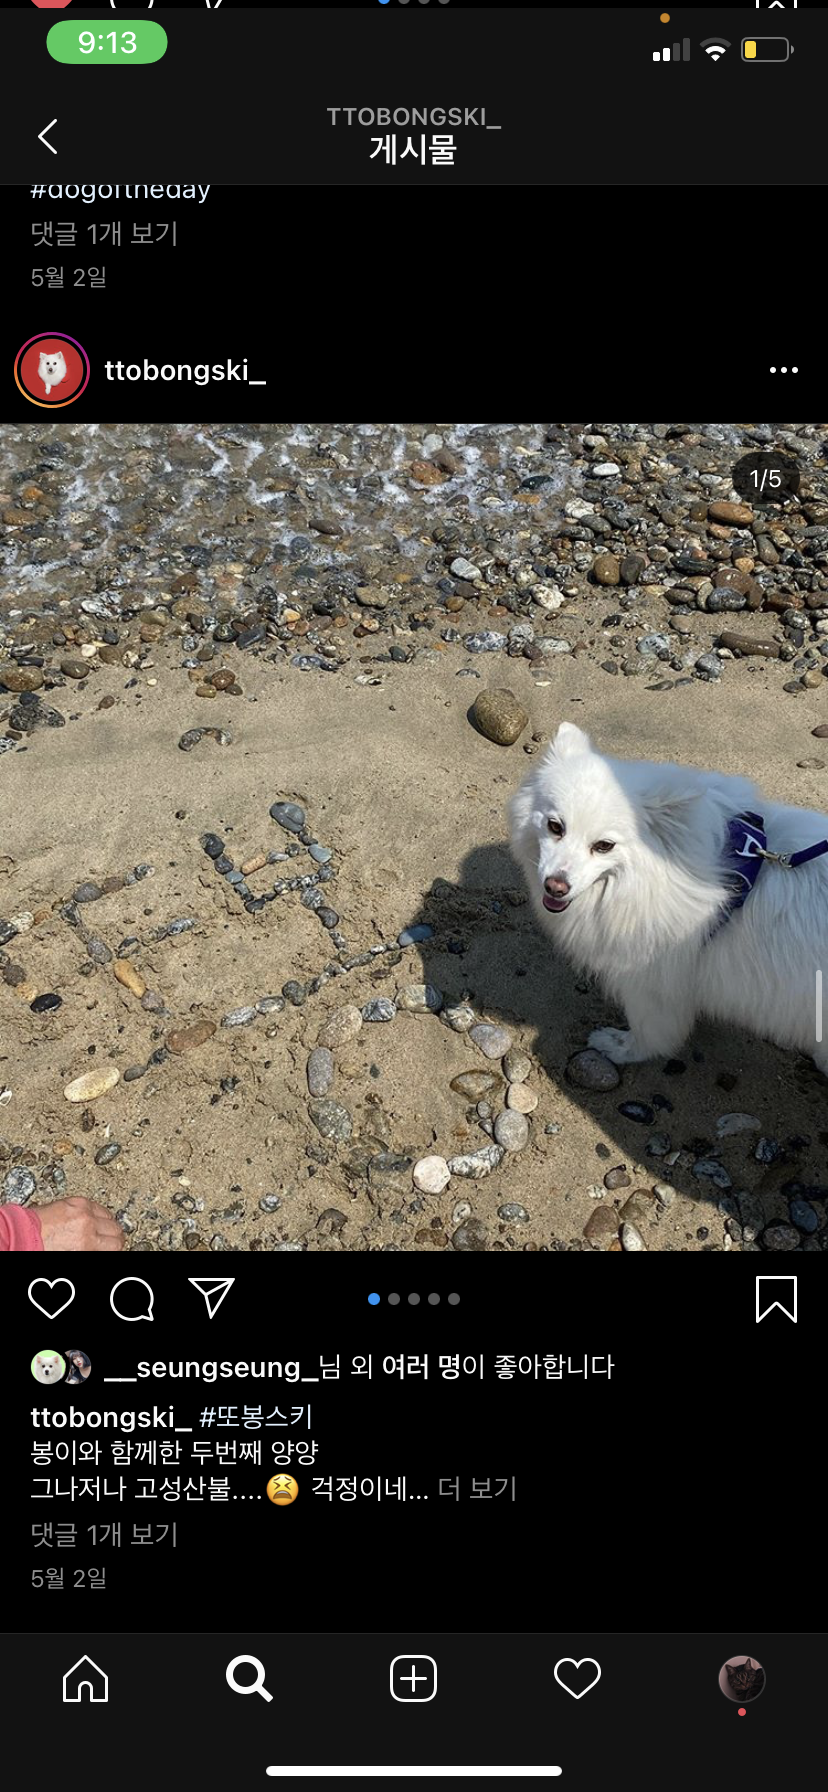 9:13
TTOBONGSKI_
게시물
#dogoftheday
댓글 1개 보기
5월 2일
ttobongski_
1/5
또봉
__seungseung_님 외 여러 명이 좋아합니다
ttobongski_ #또봉스키
봉이와 함께한 두번째 양양
그나저나 고성산불....😫 걱정이네... 더 보기
댓글 1개 보기
5월 2일